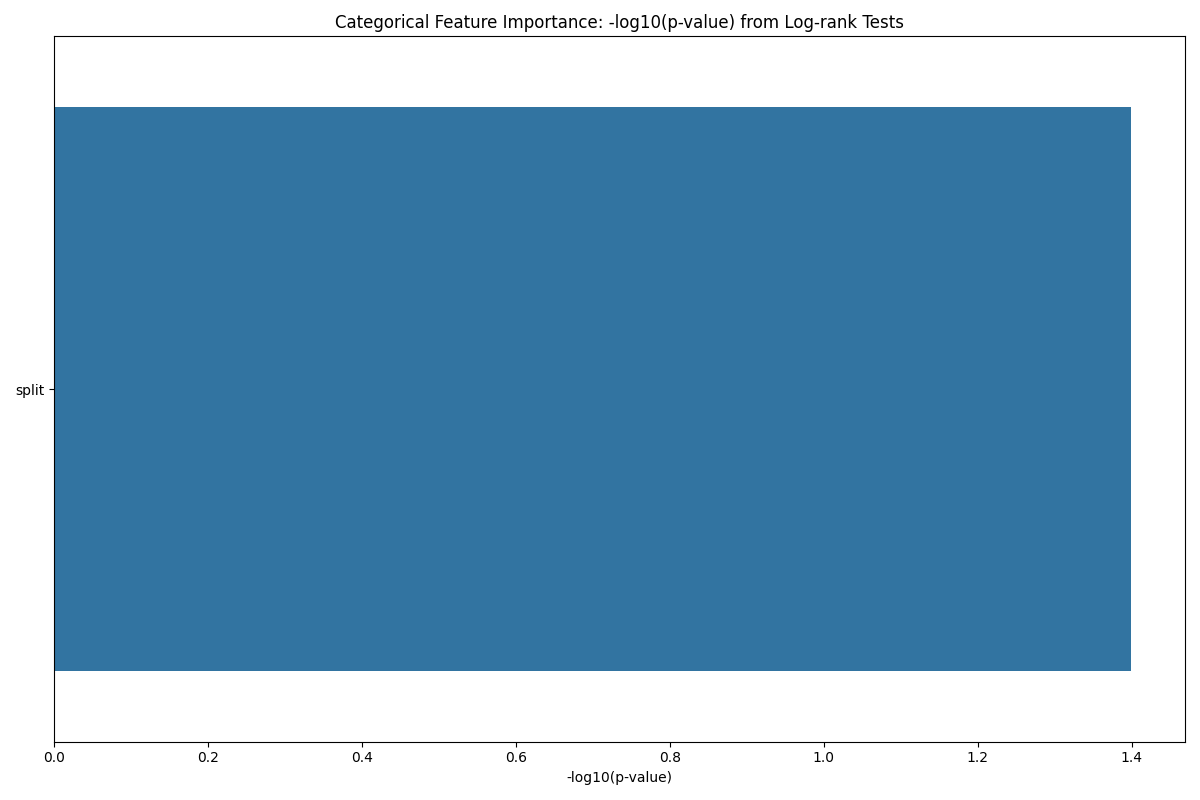 Categorical Feature Importance: -log10(p-value) from Log-rank Tests
split
0.0 0.2 0.4 0.6 0.8 1.0 1.2 1.4
-log10(p-value)